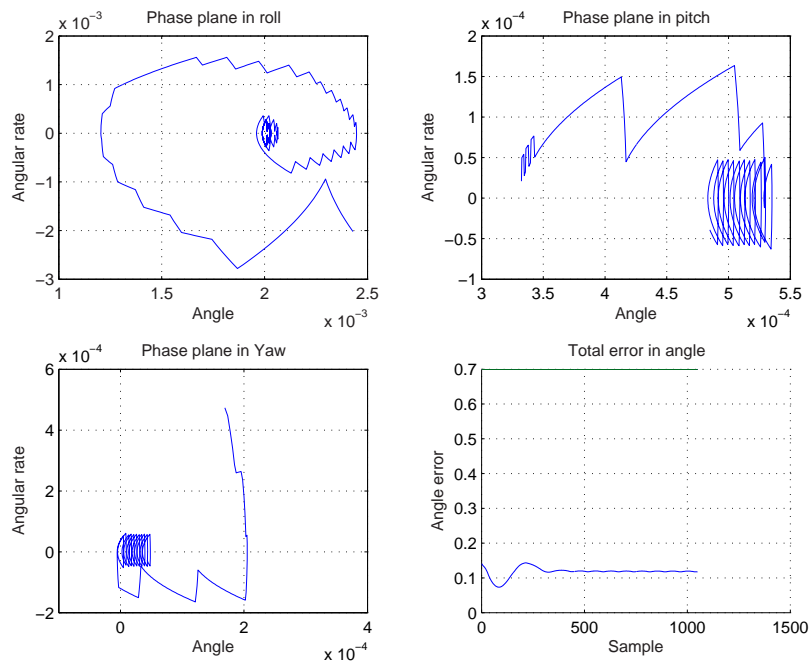 Phase plane in roll
x 10⁻³
2
1
0
−1
−2
−3
1
1.5
2
2.5
x 10⁻³
Angle
Angular rate
Phase plane in pitch
x 10⁻⁴
2
1.5
1
0.5
0
−0.5
−1
3
3.5
4
4.5
5
5.5
x 10⁻⁴
Angle
Angular rate
Phase plane in Yaw
x 10⁻⁴
6
4
2
0
−2
0
2
4
x 10⁻⁴
Angle
Angular rate
Total error in angle
0.7
0.6
0.5
0.4
0.3
0.2
0.1
0
0
500
1000
1500
Sample
Angle error